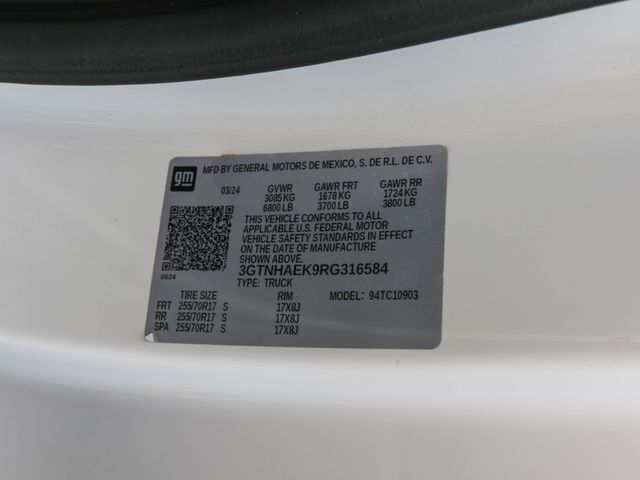 gm
MFD BY GENERAL MOTORS DE MEXICO, S. DE R.L. DE C.V.
03/24 GVWR GAWR FRT GAWR RR
3085 KG 1678 KG 1724 KG
6800 LB 3700 LB 3800 LB
THIS VEHICLE CONFORMS TO ALL
APPLICABLE U.S. FEDERAL MOTOR
VEHICLE SAFETY STANDARDS IN EFFECT
ON THE DATE OF MANUFACTURE
SHOWN ABOVE.
6624
3GTNHAEK9RG316584
TYPE: TRUCK
TIRE SIZE RIM MODEL: 94TC10903
FRT 255/70R17 S 17X8J
RR 255/70R17 S 17X8J
SPA 255/70R17 S 17X8J